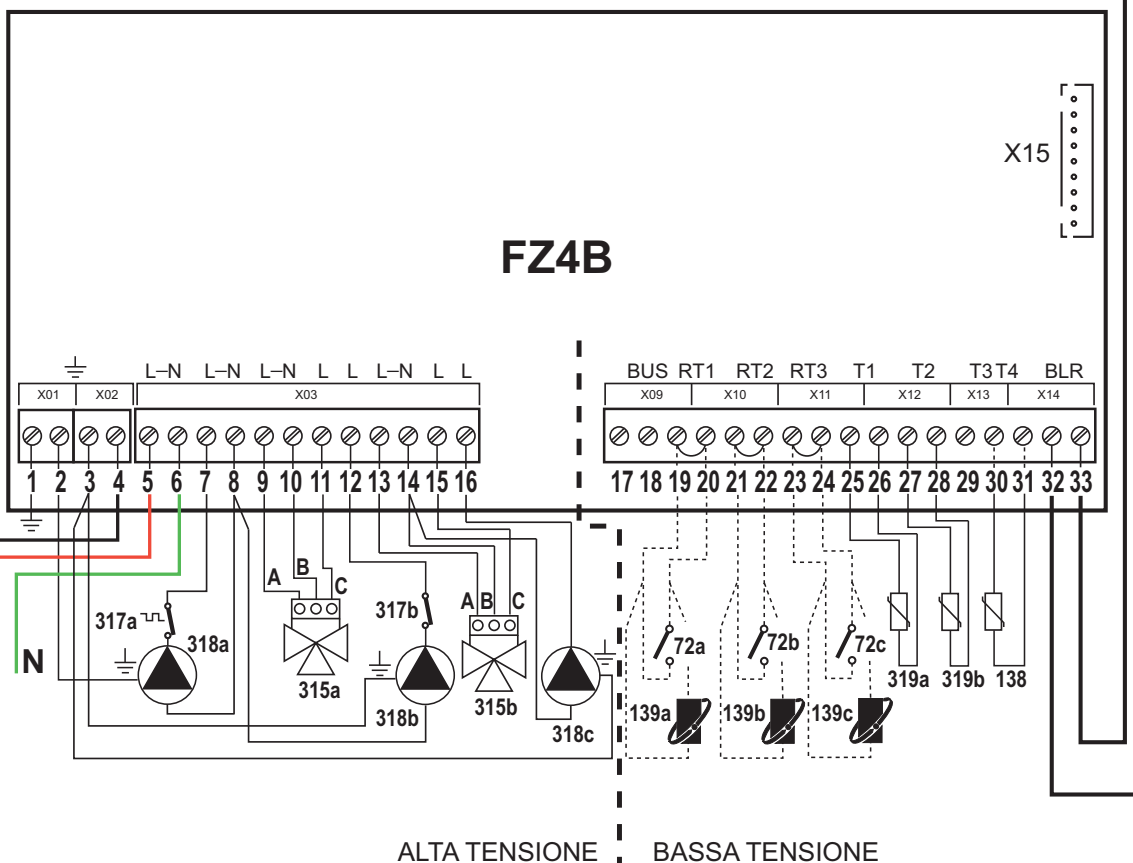 X15
FZ4B
L–N L–N L–N L L L–N L L
BUS RT1 RT2 RT3 T1 T2 T3 T4 BLR
X01 X02 X03 X09 X10 X11 X12 X13 X14
1 2 3 4 5 6 7 8 9 10 11 12 13 14 15 16
17 18 19 20 21 22 23 24 25 26 27 28 29 30 31 32 33
A B C
A B C
317a
318a
317b
72a 72b 72c
N
315a
318b
315b
318c
319a 319b 138
139a 139b 139c
ALTA TENSIONE
BASSA TENSIONE